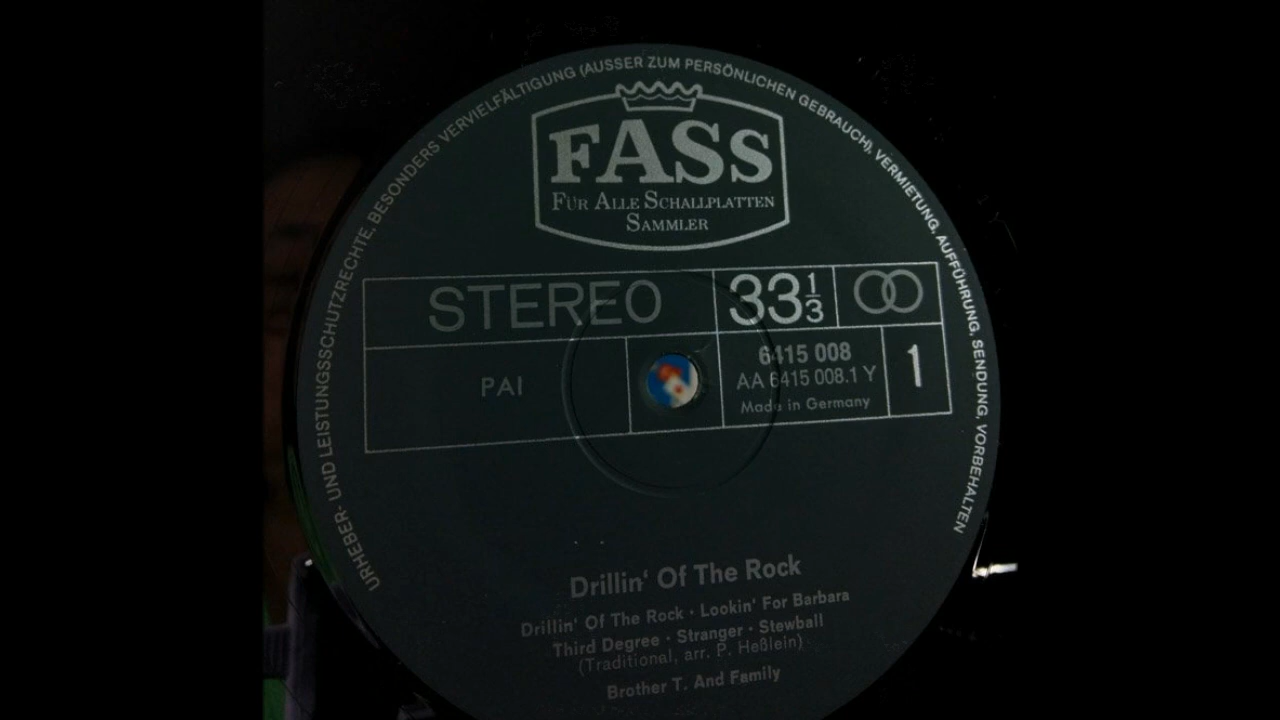 URHEBER- UND LEISTUNGSSCHUTZRECHTE, BESONDERS VERVIELFÄLTIGUNG (AUSSER ZUM PERSÖNLICHEN GEBRAUCH), VERMIETUNG, AUFFÜHRUNG, SENDUNG, VORBEHALTEN
FASS
FÜR ALLE SCHALLPLATTEN
SAMMLER
STEREO
33 1/3
PAI
6415 008
AA 6415 008.1 Y
Made in Germany
1
Drillin' Of The Rock
Drillin' Of The Rock · Lookin' For Barbara
Third Degree · Stranger · Stewball
(Traditional, arr. P. Heßlein)
Brother T. And Family